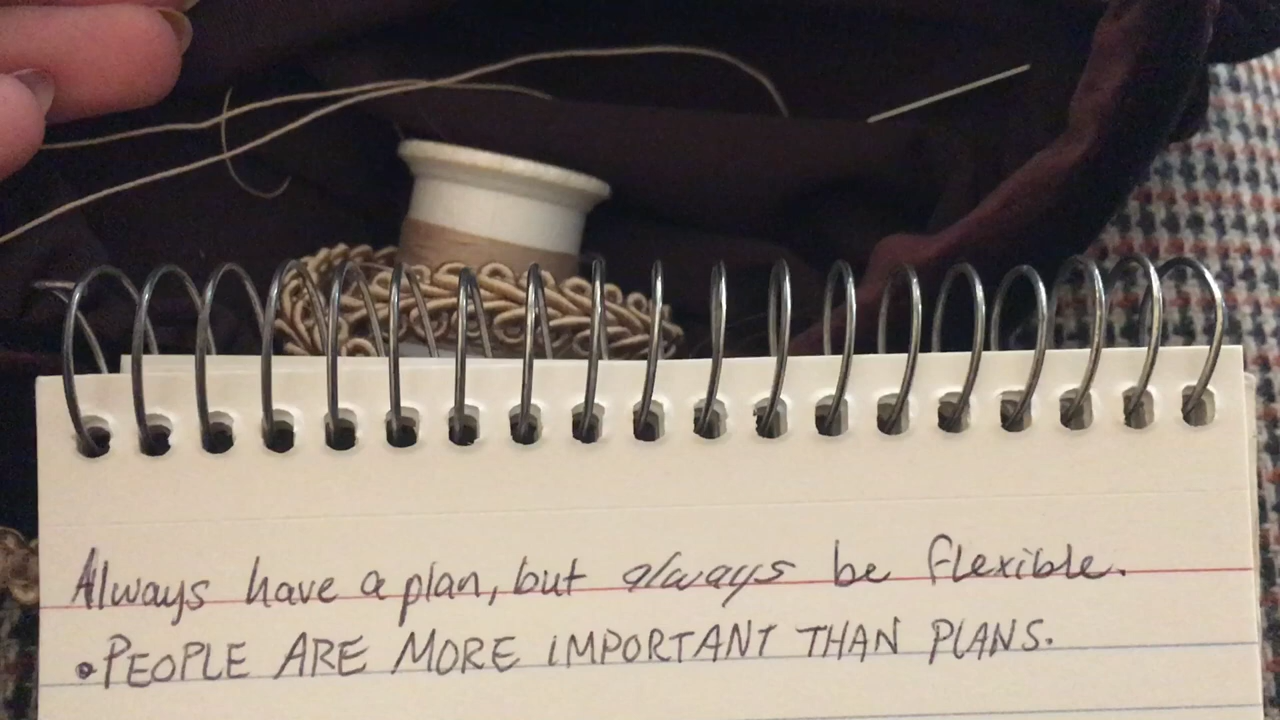 Always have a plan, but always be flexible.
•PEOPLE ARE MORE IMPORTANT THAN PLANS.